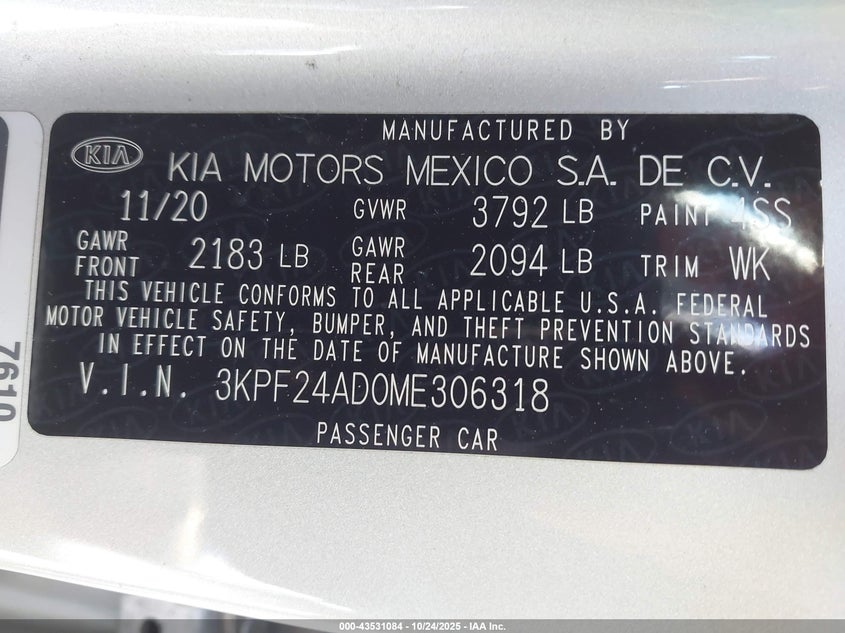 MANUFACTURED BY
KIA KIA MOTORS MEXICO S.A. DE C.V.
11/20 GVWR 3792 LB PAINT 4SS
GAWR FRONT 2183 LB GAWR REAR 2094 LB TRIM WK
THIS VEHICLE CONFORMS TO ALL APPLICABLE U.S.A. FEDERAL
MOTOR VEHICLE SAFETY, BUMPER, AND THEFT PREVENTION STANDARDS
IN EFFECT ON THE DATE OF MANUFACTURE SHOWN ABOVE.
V.I.N. 3KPF24AD0ME306318
PASSENGER CAR
000-43531084 - 10/24/2025 - IAA Inc.